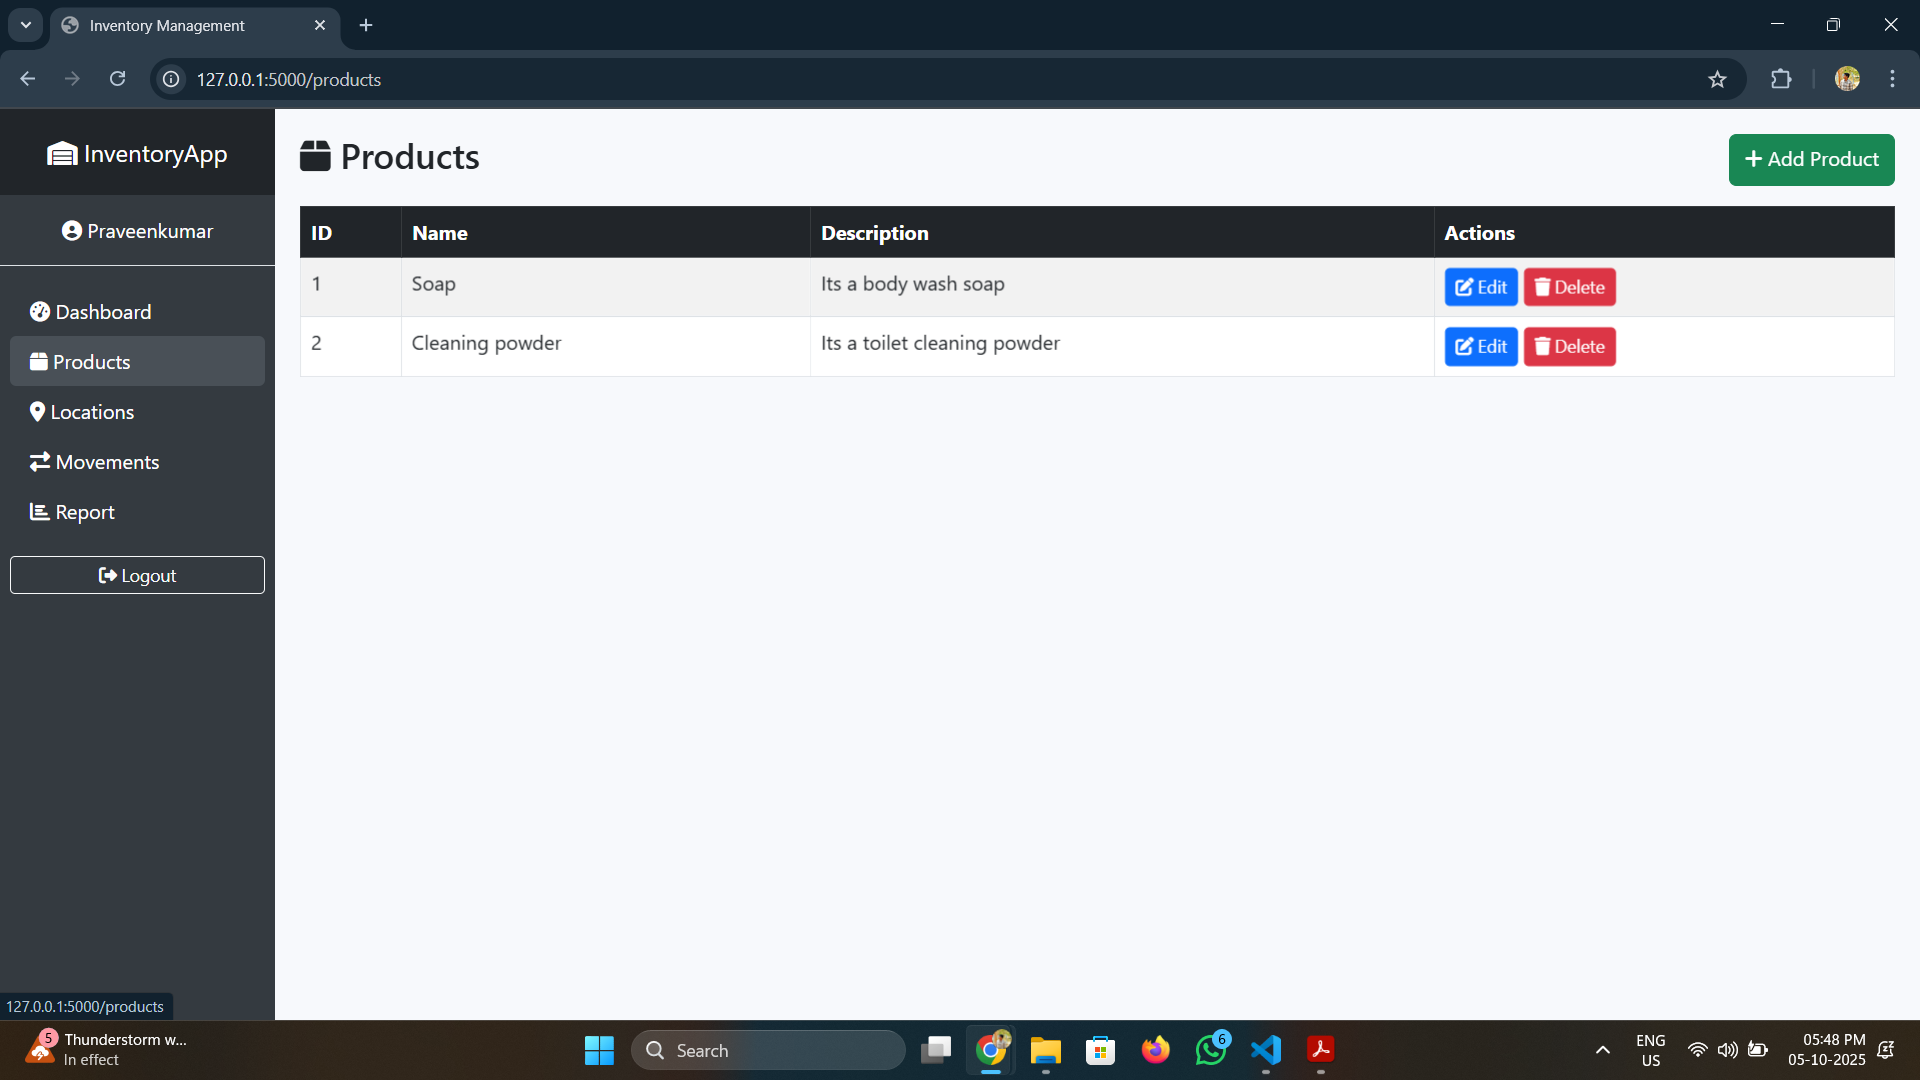 Inventory Management
127.0.0.1:5000/products
InventoryApp
Praveenkumar
Dashboard
Products
Locations
Movements
Report
Logout
Products
+ Add Product
ID Name Description Actions
1 Soap Its a body wash soap Edit Delete
2 Cleaning powder Its a toilet cleaning powder Edit Delete
127.0.0.1:5000/products
5 Thunderstorm w...
In effect
Search
6
ENG
US
05:48 PM
05-10-2025